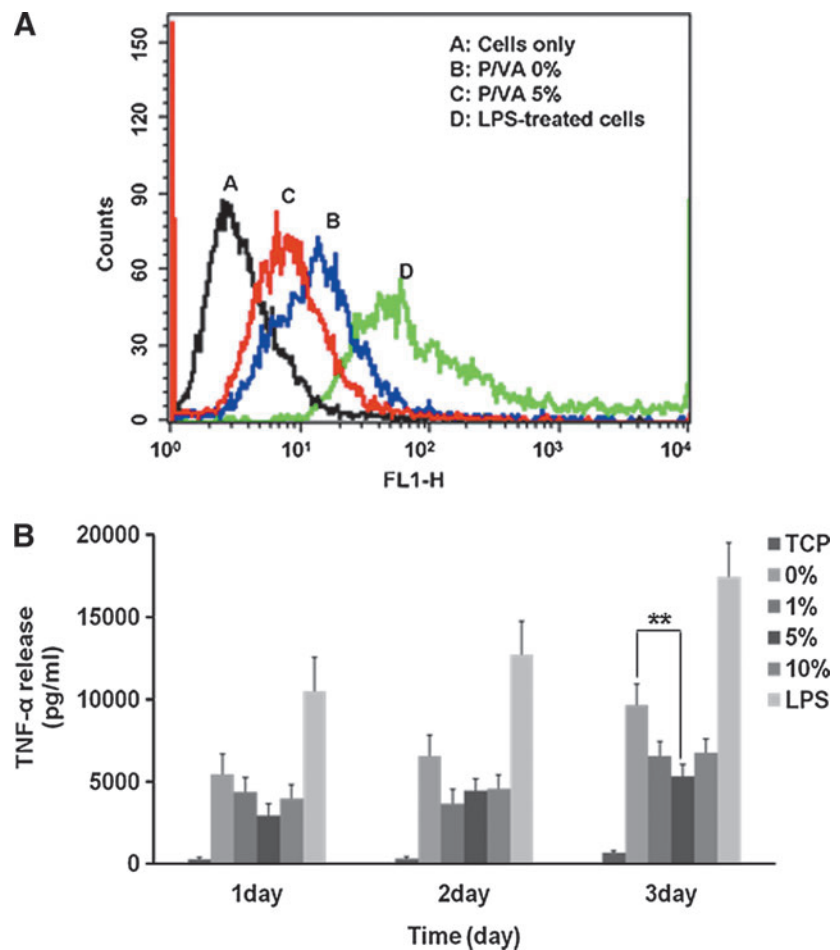 A
A: Cells only
B: P/VA 0%
C: P/VA 5%
D: LPS-treated cells
150
120
90
60
30
0
Counts
A
C
B
D
10⁰
10¹
10²
10³
10⁴
FL1-H
B
20000
15000
10000
5000
0
TNF-α release
(pg/ml)
**
TCP
0%
1%
5%
10%
LPS
1day
2day
3day
Time (day)